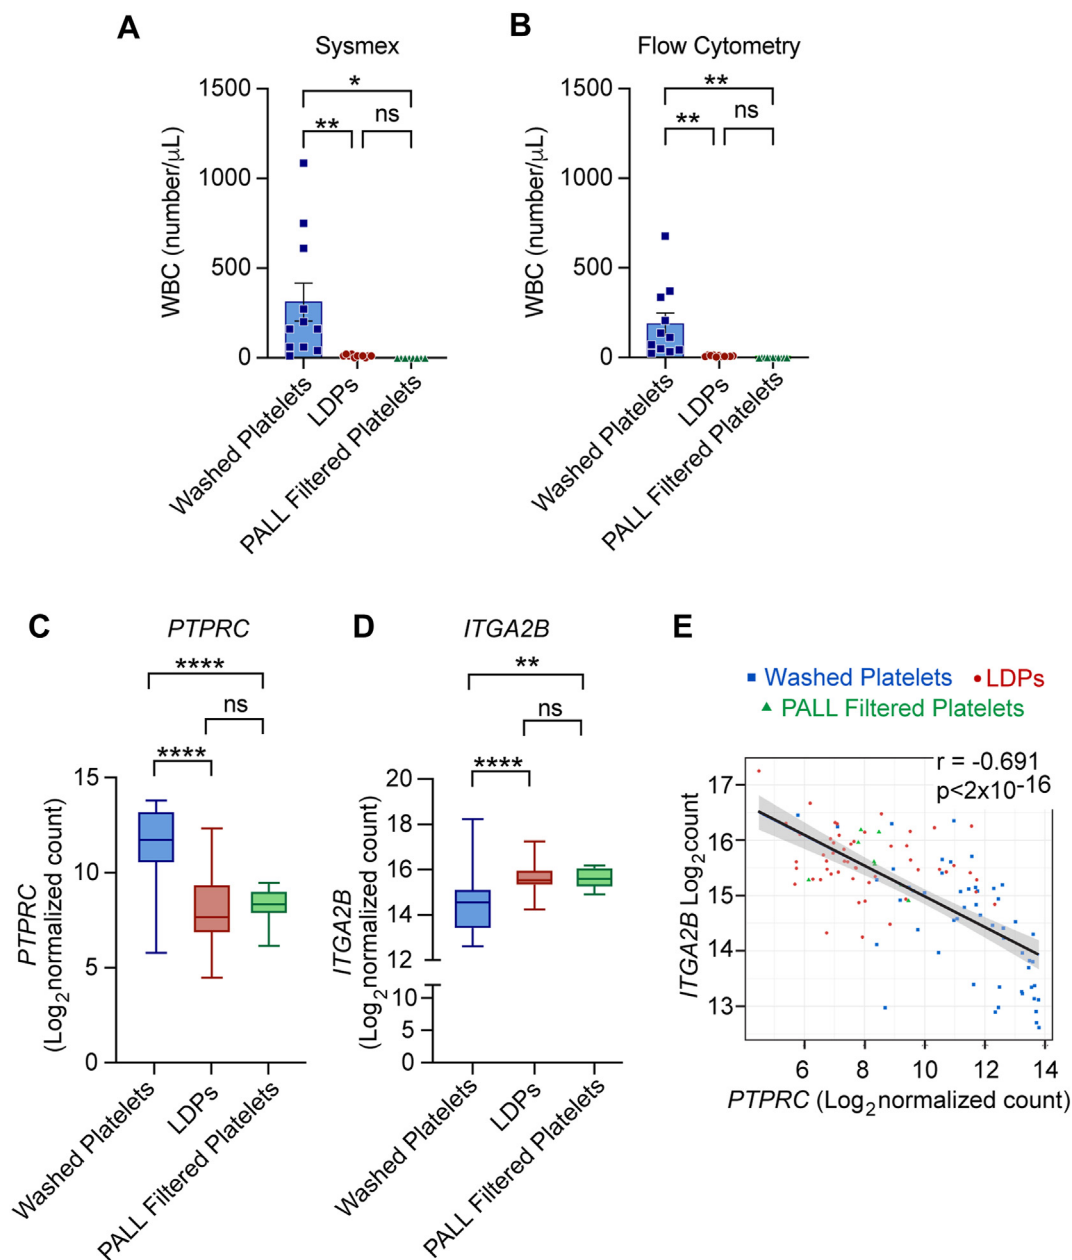 A
Sysmex
WBC (number/μL)
1500
1000
500
0
*
**
ns
Washed Platelets
LDPs
PALL Filtered Platelets
B
Flow Cytometry
WBC (number/μL)
1500
1000
500
0
**
**
ns
Washed Platelets
LDPs
PALL Filtered Platelets
C
PTPRC
****
ns
****
PTPRC
(Log2normalized count)
15
10
5
0
Washed Platelets
LDPs
PALL Filtered Platelets
D
ITGA2B
**
ns
****
ITGA2B
(Log2normalized count)
20
18
16
14
12
10
5
0
Washed Platelets
LDPs
PALL Filtered Platelets
E
Washed Platelets LDPs
PALL Filtered Platelets
r = -0.691
p<2x10-16
ITGA2B Log2count
17
16
15
14
13
6 8 10 12 14
PTPRC (Log2normalized count)